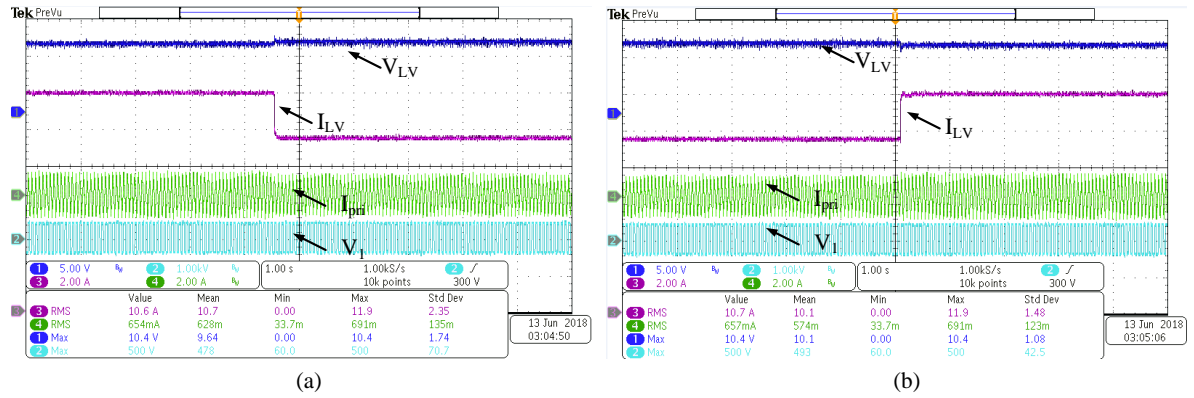 Tek PreVu
V_LV
I_LV
I_pri
V_1
1 5.00 V B_W 2 1.00kV B_W
3 2.00 A 4 2.00 A B_W
1.00 s 1.00kS/s 2
10k points 300 V
Value Mean Min Max Std Dev
3 RMS 10.6 A 10.7 0.00 11.9 2.35
4 RMS 654mA 628m 33.7m 691m 135m
1 Max 10.4 V 9.64 0.00 10.4 1.74
2 Max 500 V 478 60.0 500 70.7
13 Jun 2018
03:04:50
(a)
Tek PreVu
V_LV
I_LV
I_pri
V_1
1 5.00 V B_W 2 1.00kV B_W
3 2.00 A 4 2.00 A B_W
1.00 s 1.00kS/s 2
10k points 300 V
Value Mean Min Max Std Dev
3 RMS 10.7 A 10.1 0.00 11.9 1.48
4 RMS 657mA 574m 33.7m 691m 123m
1 Max 10.4 V 10.1 0.00 10.4 1.08
2 Max 500 V 493 60.0 500 42.5
13 Jun 2018
03:05:06
(b)